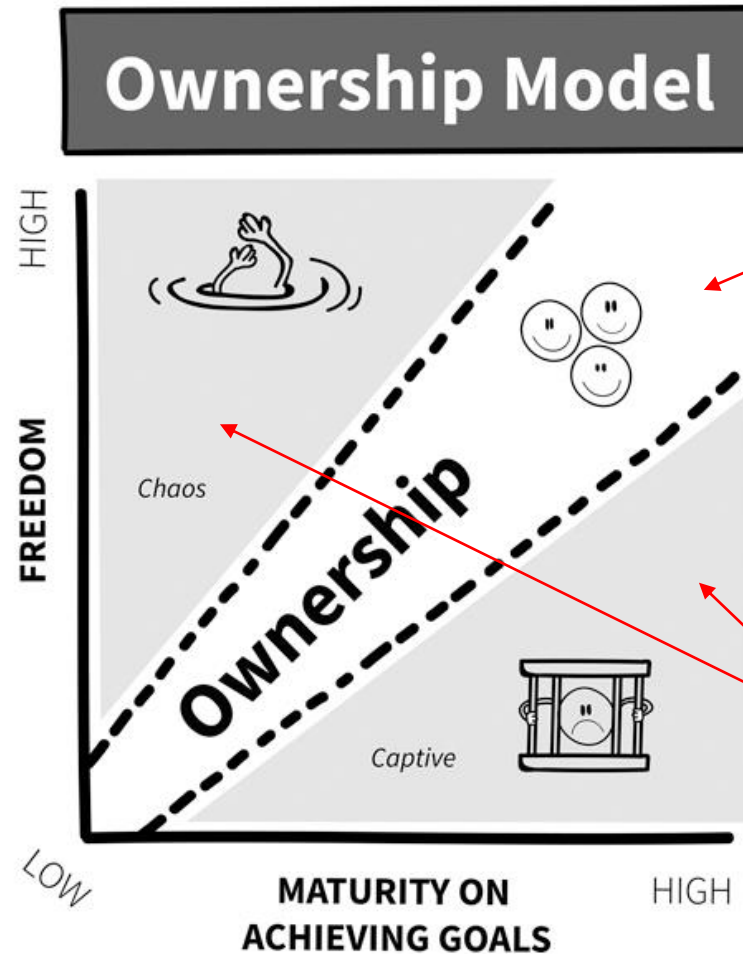 Ownership Model
HIGH
FREEDOM
Chaos
Ownership
Captive
LOW
MATURITY ON
ACHIEVING GOALS
HIGH